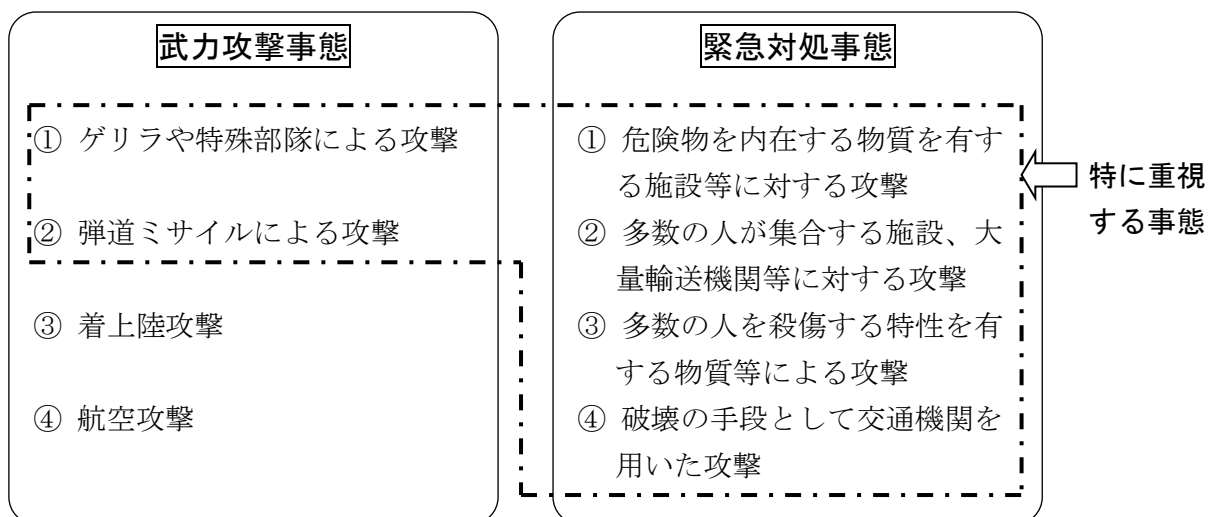 武力攻撃事態
① ゲリラや特殊部隊による攻撃
② 弾道ミサイルによる攻撃
③ 着上陸攻撃
④ 航空攻撃
緊急対処事態
① 危険物を内在する物質を有す
る施設等に対する攻撃
② 多数の人が集合する施設、大
量輸送機関等に対する攻撃
③ 多数の人を殺傷する特性を有
する物質等による攻撃
④ 破壊の手段として交通機関を
用いた攻撃
特に重視
する事態